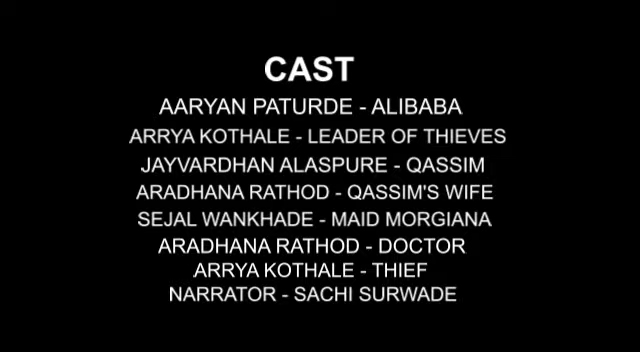 CAST
AARYAN PATURDE - ALIBABA
ARRYA KOTHALE - LEADER OF THIEVES
JAYVARDHAN ALASPURE - QASSIM
ARADHANA RATHOD - QASSIM'S WIFE
SEJAL WANKHADE - MAID MORGIANA
ARADHANA RATHOD - DOCTOR
ARRYA KOTHALE - THIEF
NARRATOR - SACHI SURWADE